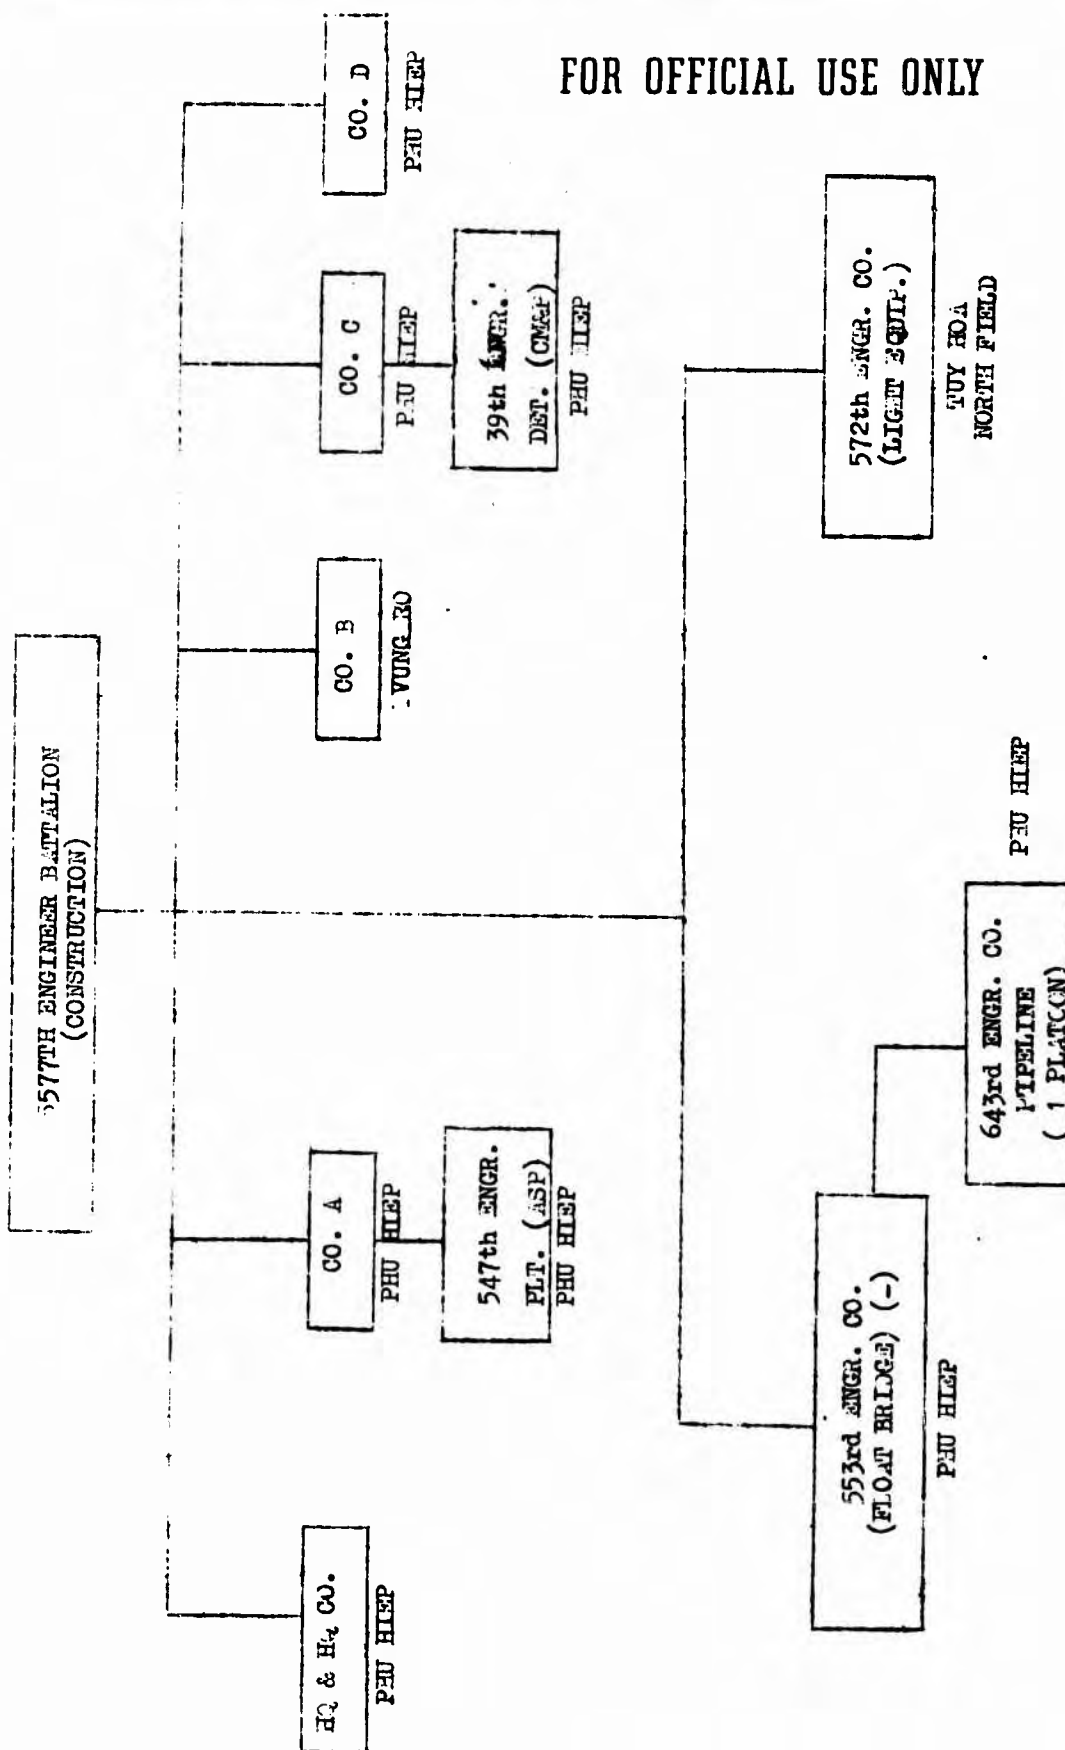 FOR OFFICIAL USE ONLY
577TH ENGINEER BATTALION
(CONSTRUCTION)
HQ & HQ CO.
PHU HIEP
CO. A
PHU HIEP
547th ENGR.
PLT. (ASP)
PHU HIEP
CO. B
VUNG RO
CO. C
PHU HIEP
39th ENGR.
DET. (CM&P)
PHU HIEP
CO. D
PHU HIEP
553rd ENGR. CO.
(FLOAT BRIDGE) (-)
PHU HIEP
643rd ENGR. CO.
PIPELINE
( 1 PLATOON)
PHU HIEP
572th ENGR. CO.
(LIGHT EQUIP.)
TUY HOA
NORTH FIELD